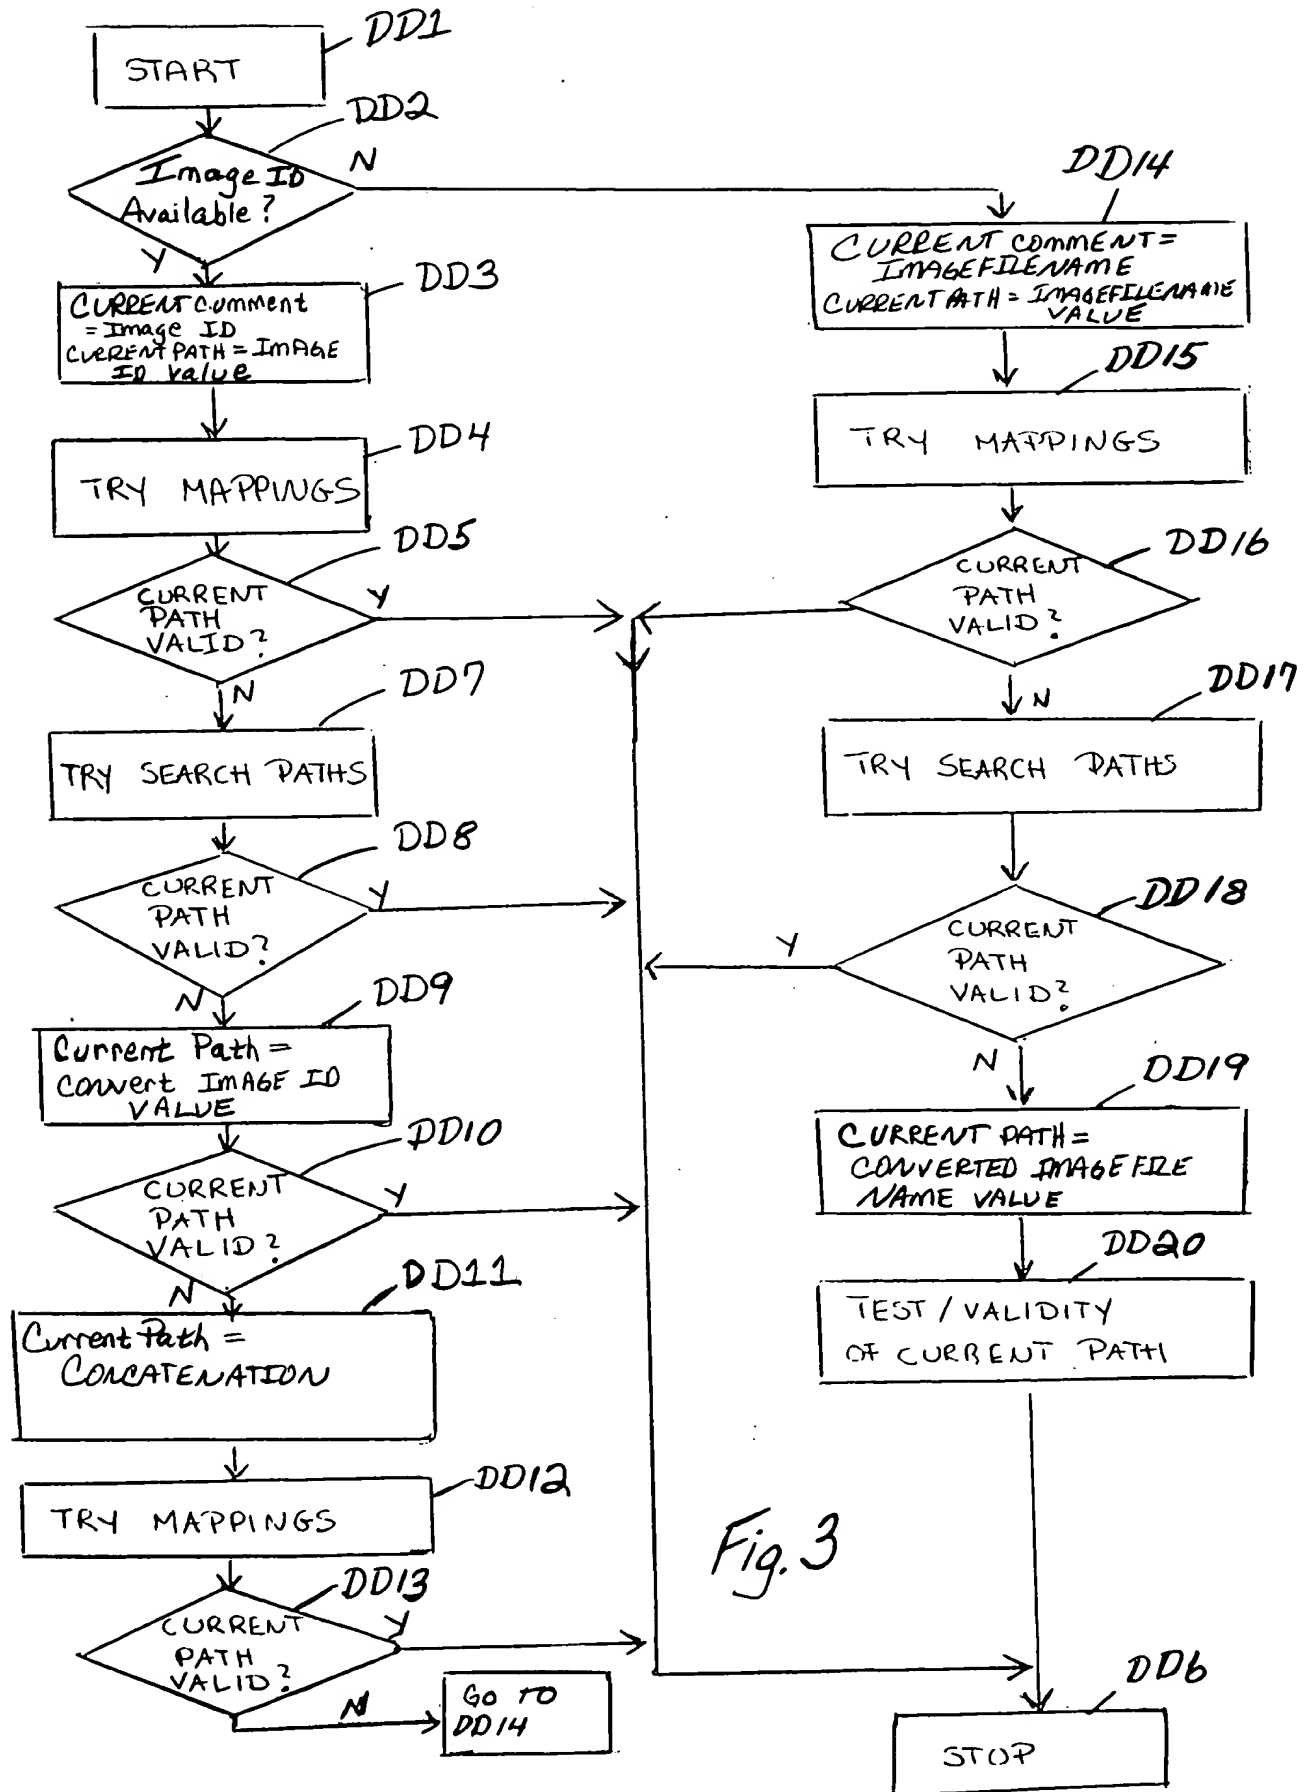 DD1
START
DD2
Image ID
Available?
N
Y
DD3
CURRENT Comment
= Image ID
CURRENT PATH = IMAGE
ID Value
DD4
TRY MAPPINGS
DD5
CURRENT
PATH
VALID?
Y
N
DD7
TRY SEARCH PATHS
DD8
CURRENT
PATH
VALID?
Y
N
DD9
Current Path =
Convert IMAGE ID
VALUE
DD10
CURRENT
PATH
VALID?
Y
N
DD11
Current Path =
CONCATENATION
DD12
TRY MAPPINGS
DD13
CURRENT
PATH
VALID?
Y
N
GO TO
DD14
DD14
CURRENT COMMENT =
IMAGEFILENAME
CURRENT PATH = IMAGEFILENAME
VALUE
DD15
TRY MAPPINGS
DD16
CURRENT
PATH
VALID?
N
DD17
TRY SEARCH PATHS
DD18
CURRENT
PATH
VALID?
Y
N
DD19
CURRENT PATH =
CONVERTED IMAGEFILE
NAME VALUE
DD20
TEST / VALIDITY
OF CURRENT PATH
Fig. 3
DD6
STOP